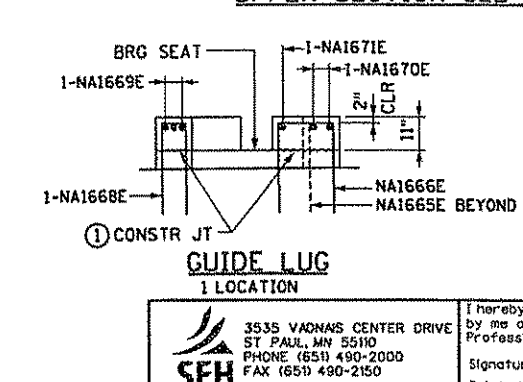 BRG SEAT
1-NA1671E
1-NA1670E
1-NA1669E
2" CLR
11"
1-NA1668E
NA1666E
NA1665E BEYOND
1 CONSTR JT
GUIDE LUG
1 LOCATION
SEH
3535 VADNAIS CENTER DRIVE
ST PAUL, MN 55110
PHONE (651) 490-2000
FAX (651) 490-2150
I hereby
by me o
Profess
Signatur